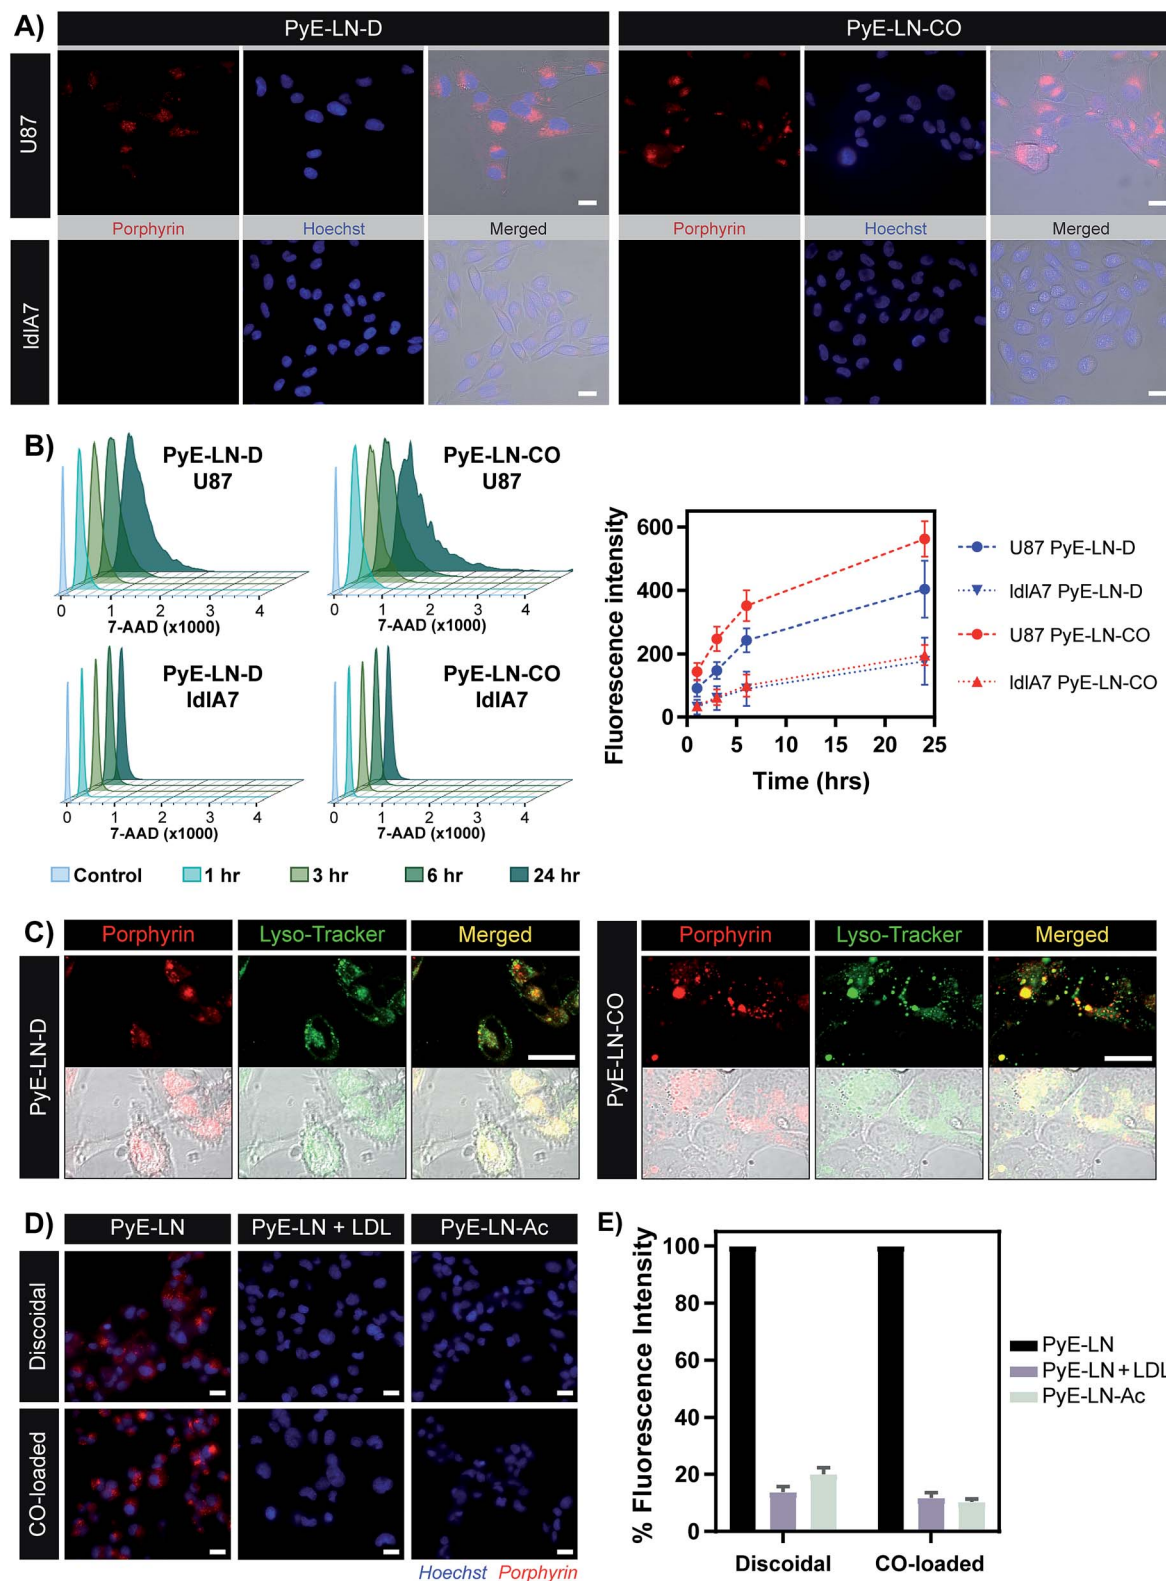 A)
PyE-LN-D
PyE-LN-CO
U87
Porphyrin
Hoechst
Merged
Porphyrin
Hoechst
Merged
ldlA7
B)
PyE-LN-D
U87
0 1 2 3 4
7-AAD (x1000)
PyE-LN-CO
U87
0 1 2 3 4
7-AAD (x1000)
PyE-LN-D
ldlA7
0 1 2 3 4
7-AAD (x1000)
PyE-LN-CO
ldlA7
0 1 2 3 4
7-AAD (x1000)
Control
1 hr
3 hr
6 hr
24 hr
Fluorescence intensity
600
400
200
0
0 5 10 15 20 25
Time (hrs)
U87 PyE-LN-D
ldlA7 PyE-LN-D
U87 PyE-LN-CO
ldlA7 PyE-LN-CO
C)
Porphyrin
Lyso-Tracker
Merged
PyE-LN-D
Porphyrin
Lyso-Tracker
Merged
PyE-LN-CO
D)
PyE-LN
PyE-LN + LDL
PyE-LN-Ac
Discoidal
CO-loaded
Hoechst Porphyrin
E)
% Fluorescence Intensity
100
80
60
40
20
0
Discoidal
CO-loaded
PyE-LN
PyE-LN + LDL
PyE-LN-Ac